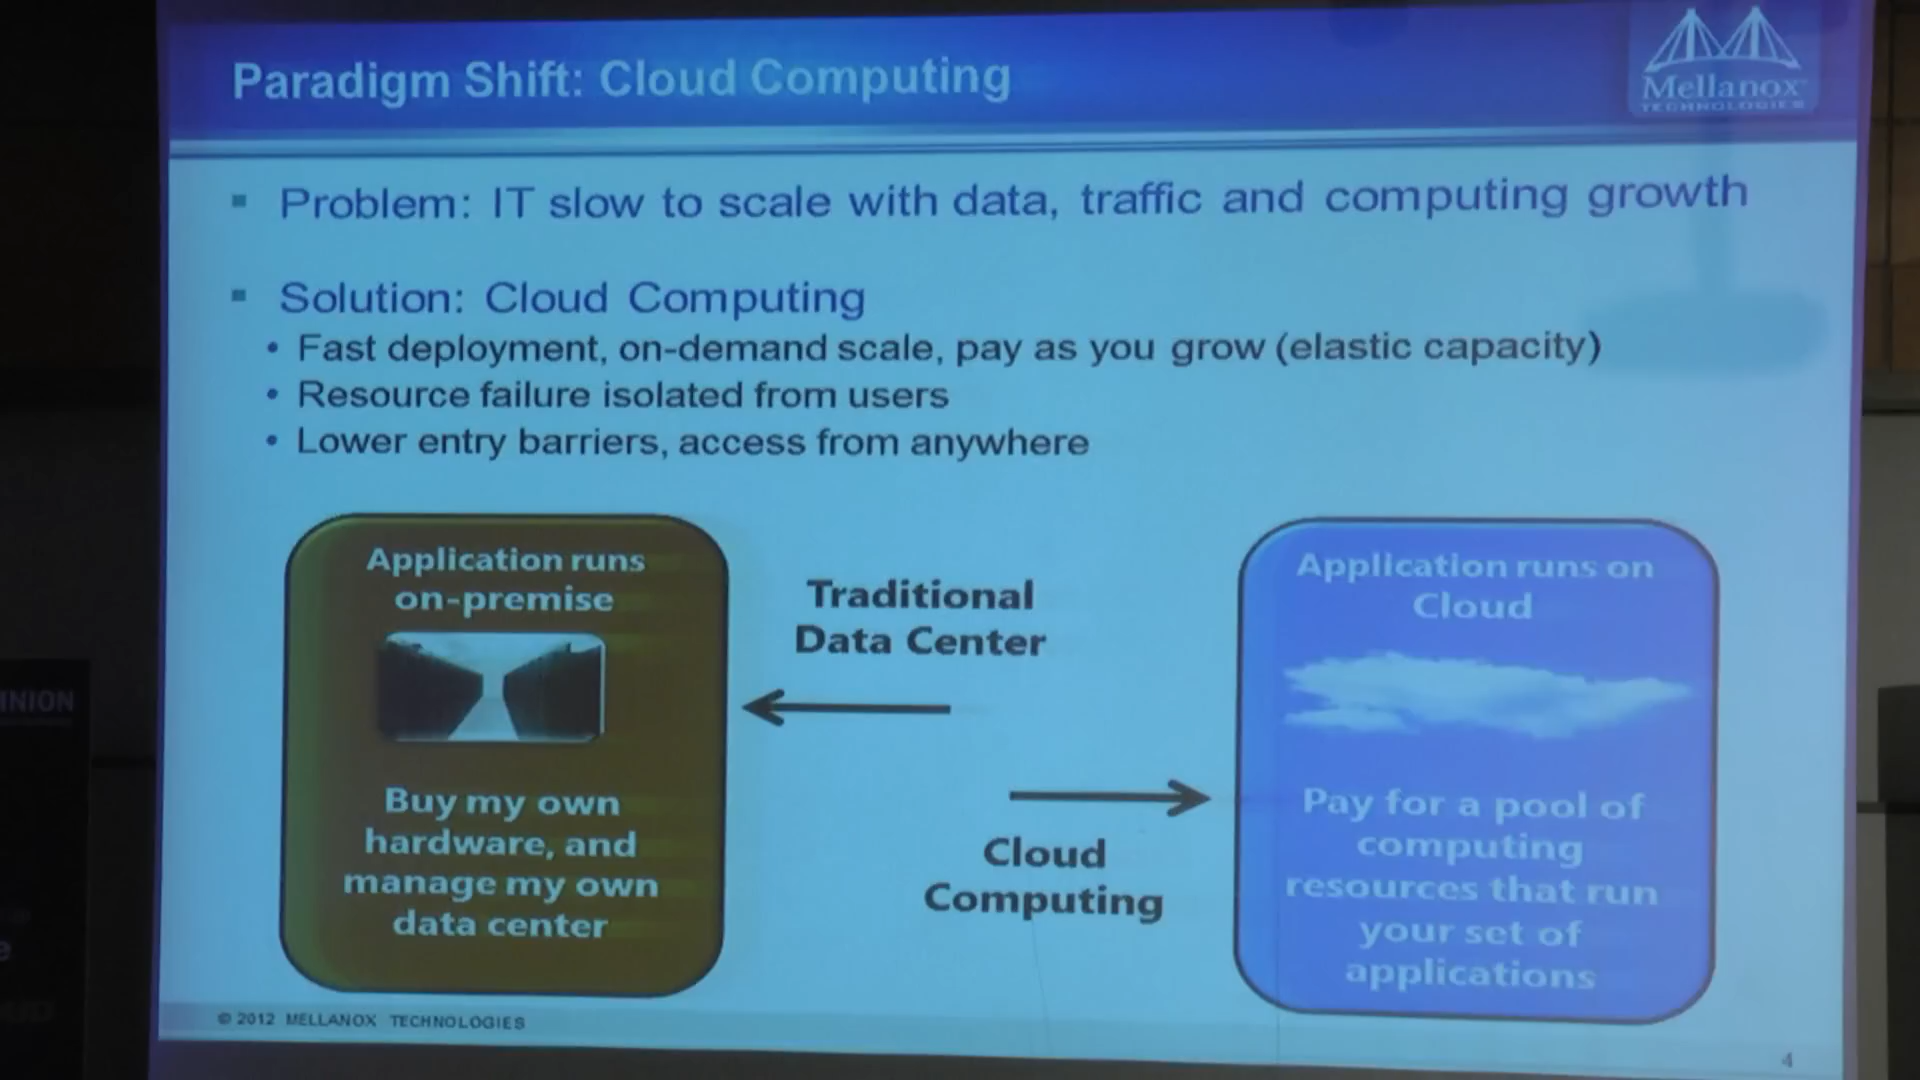 Paradigm Shift: Cloud Computing
Mellanox
TECHNOLOGIES
Problem: IT slow to scale with data, traffic and computing growth
Solution: Cloud Computing
• Fast deployment, on-demand scale, pay as you grow (elastic capacity)
• Resource failure isolated from users
• Lower entry barriers, access from anywhere
Application runs
on-premise
Buy my own
hardware, and
manage my own
data center
Traditional
Data Center
Cloud
Computing
Application runs on
Cloud
Pay for a pool of
computing
resources that run
your set of
applications
© 2012 MELLANOX TECHNOLOGIES
4
INION